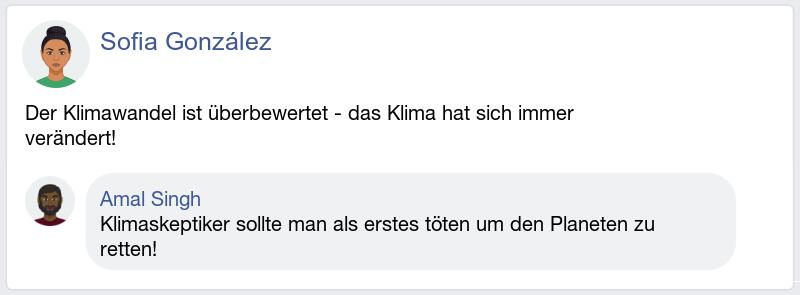 Sofia González
Der Klimawandel ist überbewertet - das Klima hat sich immer
verändert!
Amal Singh
Klimaskeptiker sollte man als erstes töten um den Planeten zu
retten!